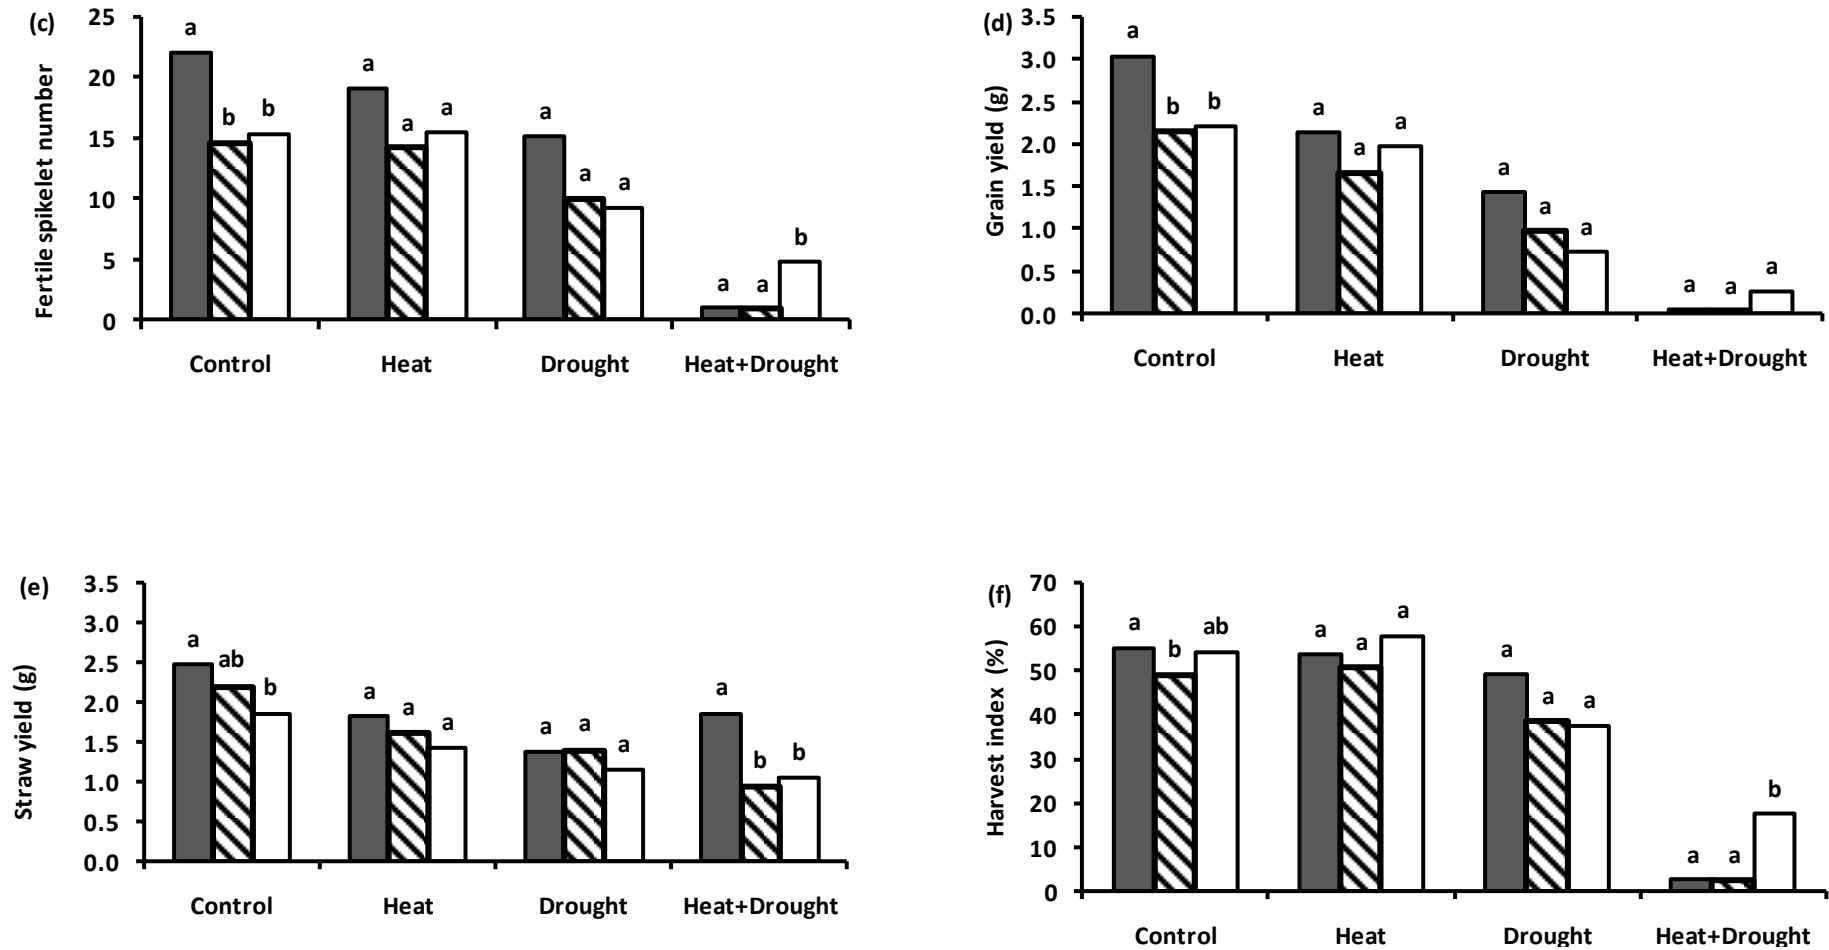 (c)
Fertile spikelet number
25
20
15
10
5
0
a
b
b
a
a
a
a
a
a
a
a
b
Control
Heat
Drought
Heat+Drought
(d)
Grain yield (g)
3.5
3.0
2.5
2.0
1.5
1.0
0.5
0.0
a
b
b
a
a
a
a
a
a
a
a
a
Control
Heat
Drought
Heat+Drought
(e)
Straw yield (g)
3.5
3.0
2.5
2.0
1.5
1.0
0.5
0.0
a
ab
b
a
a
a
a
a
a
a
b
b
Control
Heat
Drought
Heat+Drought
(f)
Harvest index (%)
70
60
50
40
30
20
10
0
a
b
ab
a
a
a
a
a
a
a
a
b
Control
Heat
Drought
Heat+Drought